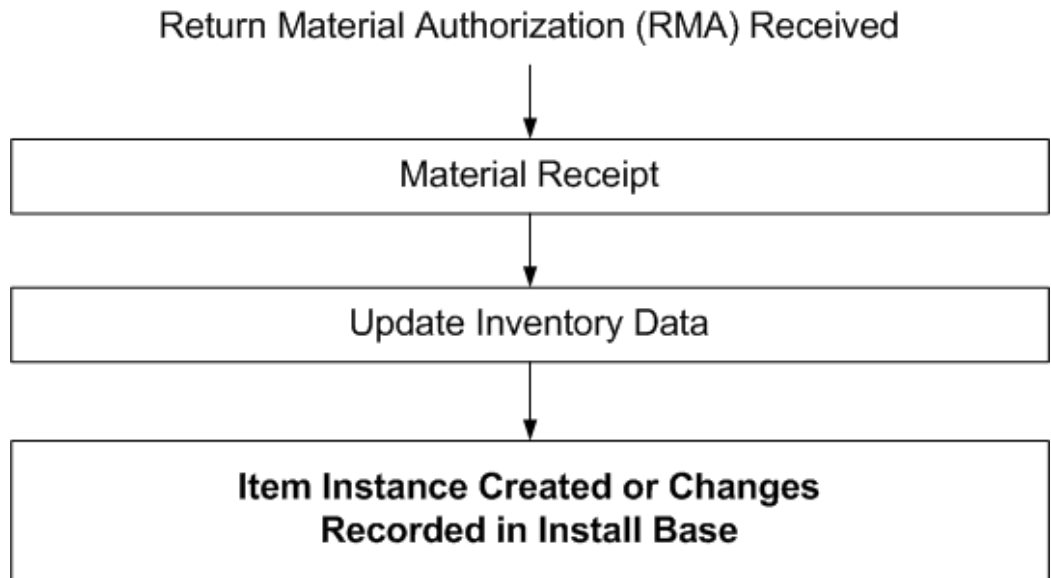 Return Material Authorization (RMA) Received
Material Receipt
Update Inventory Data
Item Instance Created or Changes
Recorded in Install Base